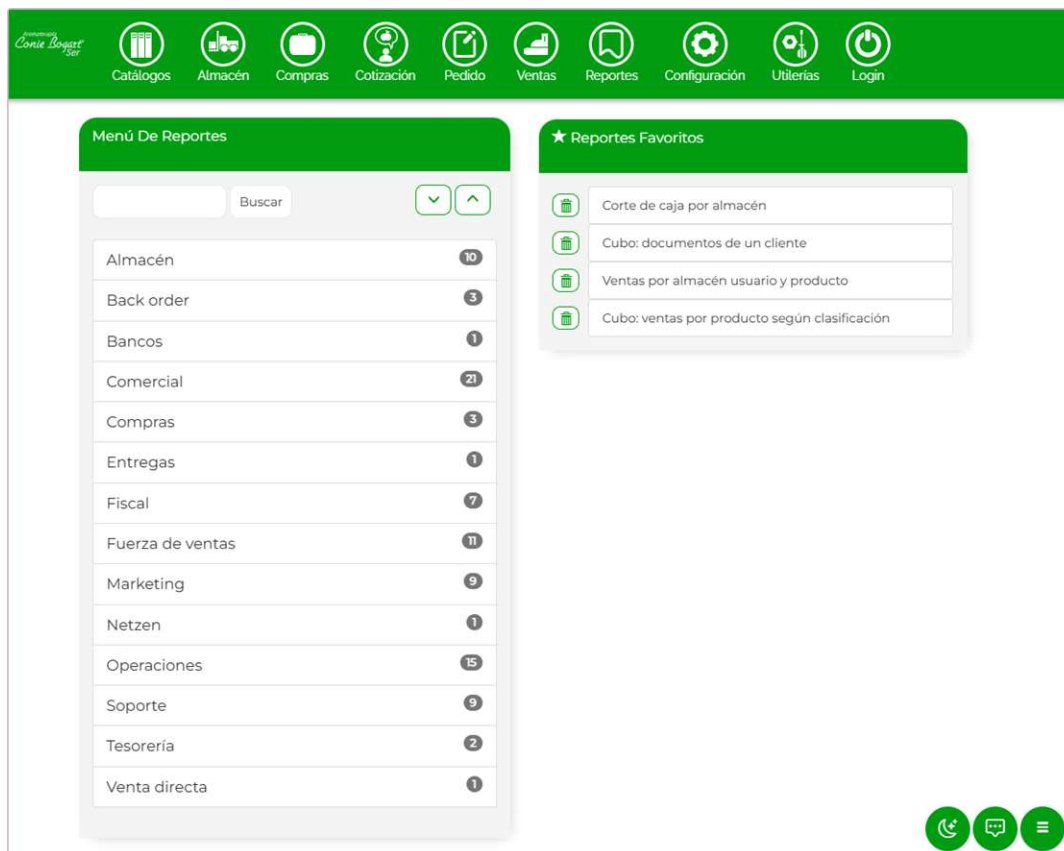 Aromaterapia
Conie Bogart
Ser
Catálogos
Almacén
Compras
Cotización
Pedido
Ventas
Reportes
Configuración
Utilerías
Login
Menú De Reportes
Buscar
Almacén 10
Back order 3
Bancos 1
Comercial 21
Compras 3
Entregas 1
Fiscal 7
Fuerza de ventas 11
Marketing 9
Netzen 1
Operaciones 15
Soporte 9
Tesorería 2
Venta directa 1
Reportes Favoritos
Corte de caja por almacén
Cubo: documentos de un cliente
Ventas por almacén usuario y producto
Cubo: ventas por producto según clasificación